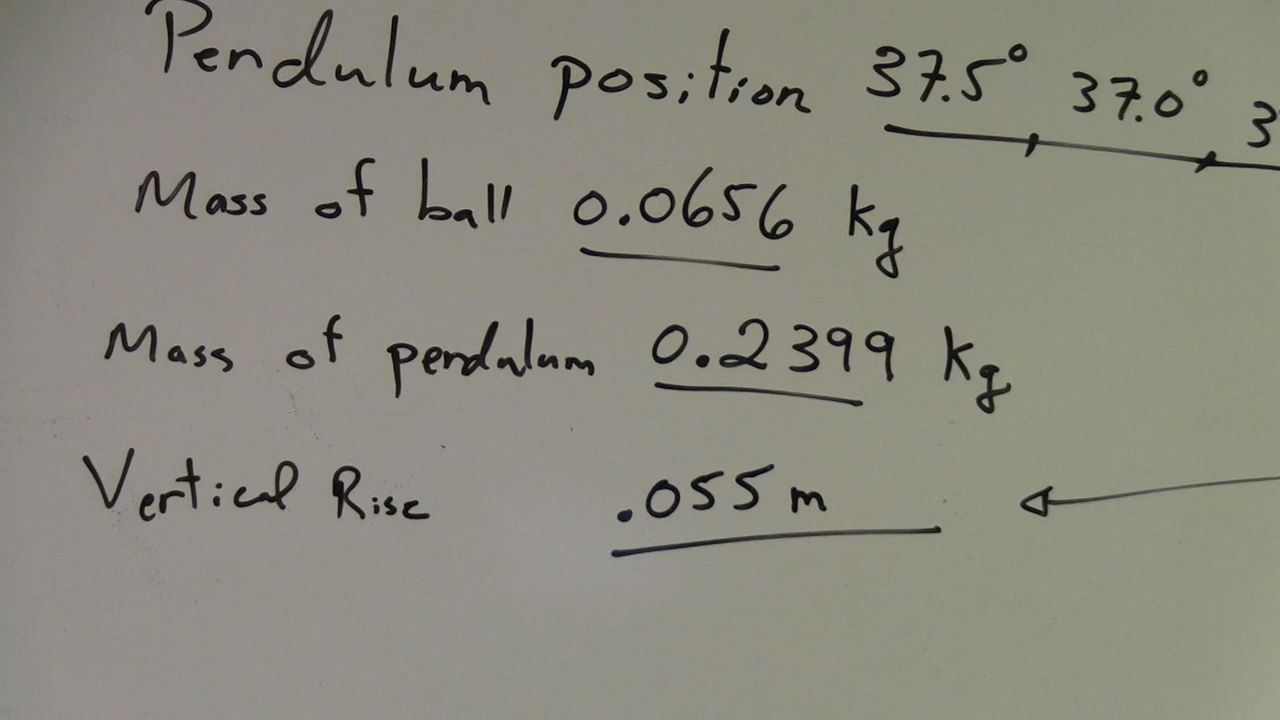 Pendulum position 37.5° 37.0° 3
Mass of ball 0.0656 kg
Mass of pendulum 0.2399 kg
Vertical Rise .055 m